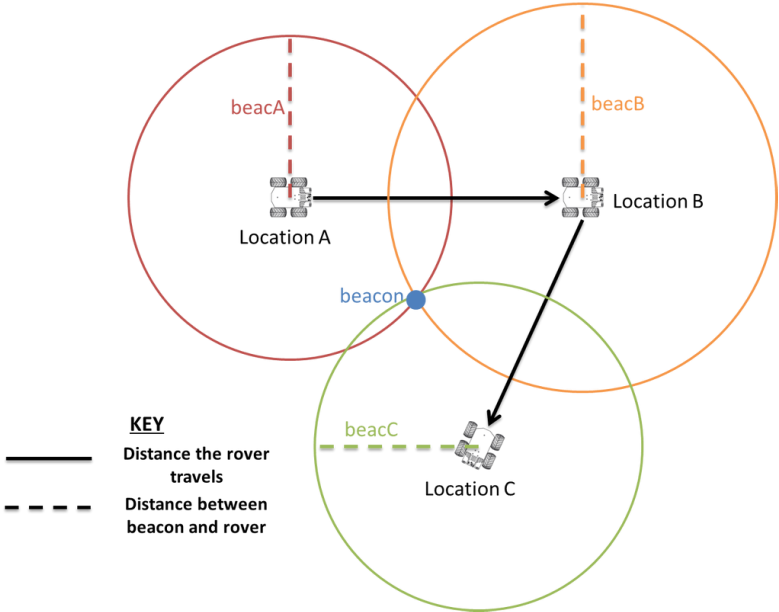 beacA
beacB
Location B
Location A
beacon
KEY
beacC
Distance the rover
travels
Location C
Distance between
beacon and rover